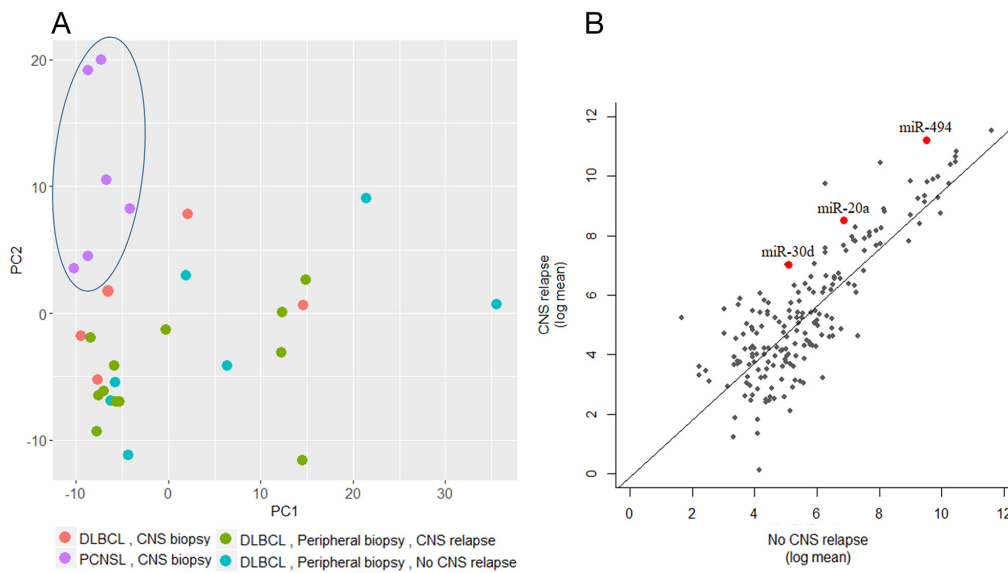 A
B
20
10
0
-10
PC2
-10
0
10
20
30
PC1
DLBCL , CNS biopsy
DLBCL , Peripheral biopsy , CNS relapse
PCNSL , CNS biopsy
DLBCL , Peripheral biopsy , No CNS relapse
12
10
8
6
4
2
0
CNS relapse
(log mean)
miR-494
miR-20a
miR-30d
0
2
4
6
8
10
12
No CNS relapse
(log mean)